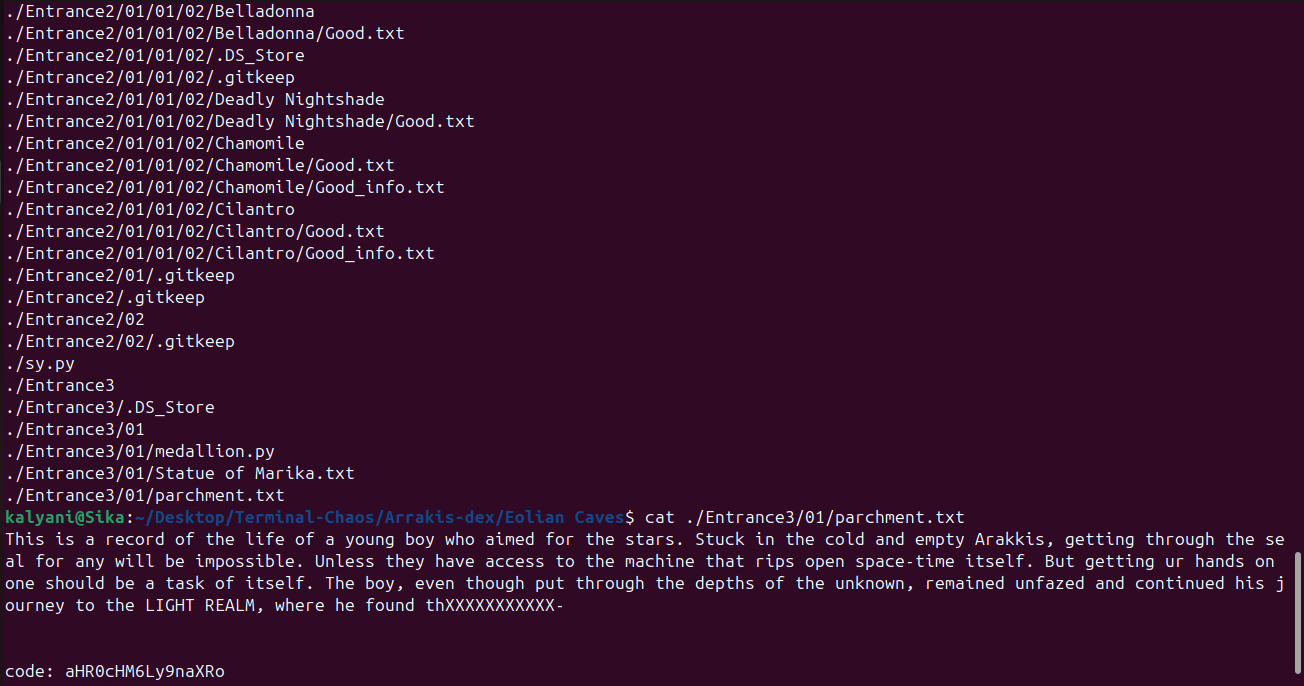 ./Entrance2/01/01/02/Belladonna
./Entrance2/01/01/02/Belladonna/Good.txt
./Entrance2/01/01/02/.DS_Store
./Entrance2/01/01/02/.gitkeep
./Entrance2/01/01/02/Deadly Nightshade
./Entrance2/01/01/02/Deadly Nightshade/Good.txt
./Entrance2/01/01/02/Chamomile
./Entrance2/01/01/02/Chamomile/Good.txt
./Entrance2/01/01/02/Chamomile/Good_info.txt
./Entrance2/01/01/02/Cilantro
./Entrance2/01/01/02/Cilantro/Good.txt
./Entrance2/01/01/02/Cilantro/Good_info.txt
./Entrance2/01/.gitkeep
./Entrance2/.gitkeep
./Entrance2/02
./Entrance2/02/.gitkeep
./sy.py
./Entrance3
./Entrance3/.DS_Store
./Entrance3/01
./Entrance3/01/medallion.py
./Entrance3/01/Statue of Marika.txt
./Entrance3/01/parchment.txt
kalyani@Sika:~/Desktop/Terminal-Chaos/Arrakis-dex/Eolian Caves$ cat ./Entrance3/01/parchment.txt
This is a record of the life of a young boy who aimed for the stars. Stuck in the cold and empty Arakkis, getting through the se
al for any will be impossible. Unless they have access to the machine that rips open space-time itself. But getting ur hands on
one should be a task of itself. The boy, even though put through the depths of the unknown, remained unfazed and continued his j
ourney to the LIGHT REALM, where he found thXXXXXXXXXXX-
code: aHR0cHM6Ly9naXRo